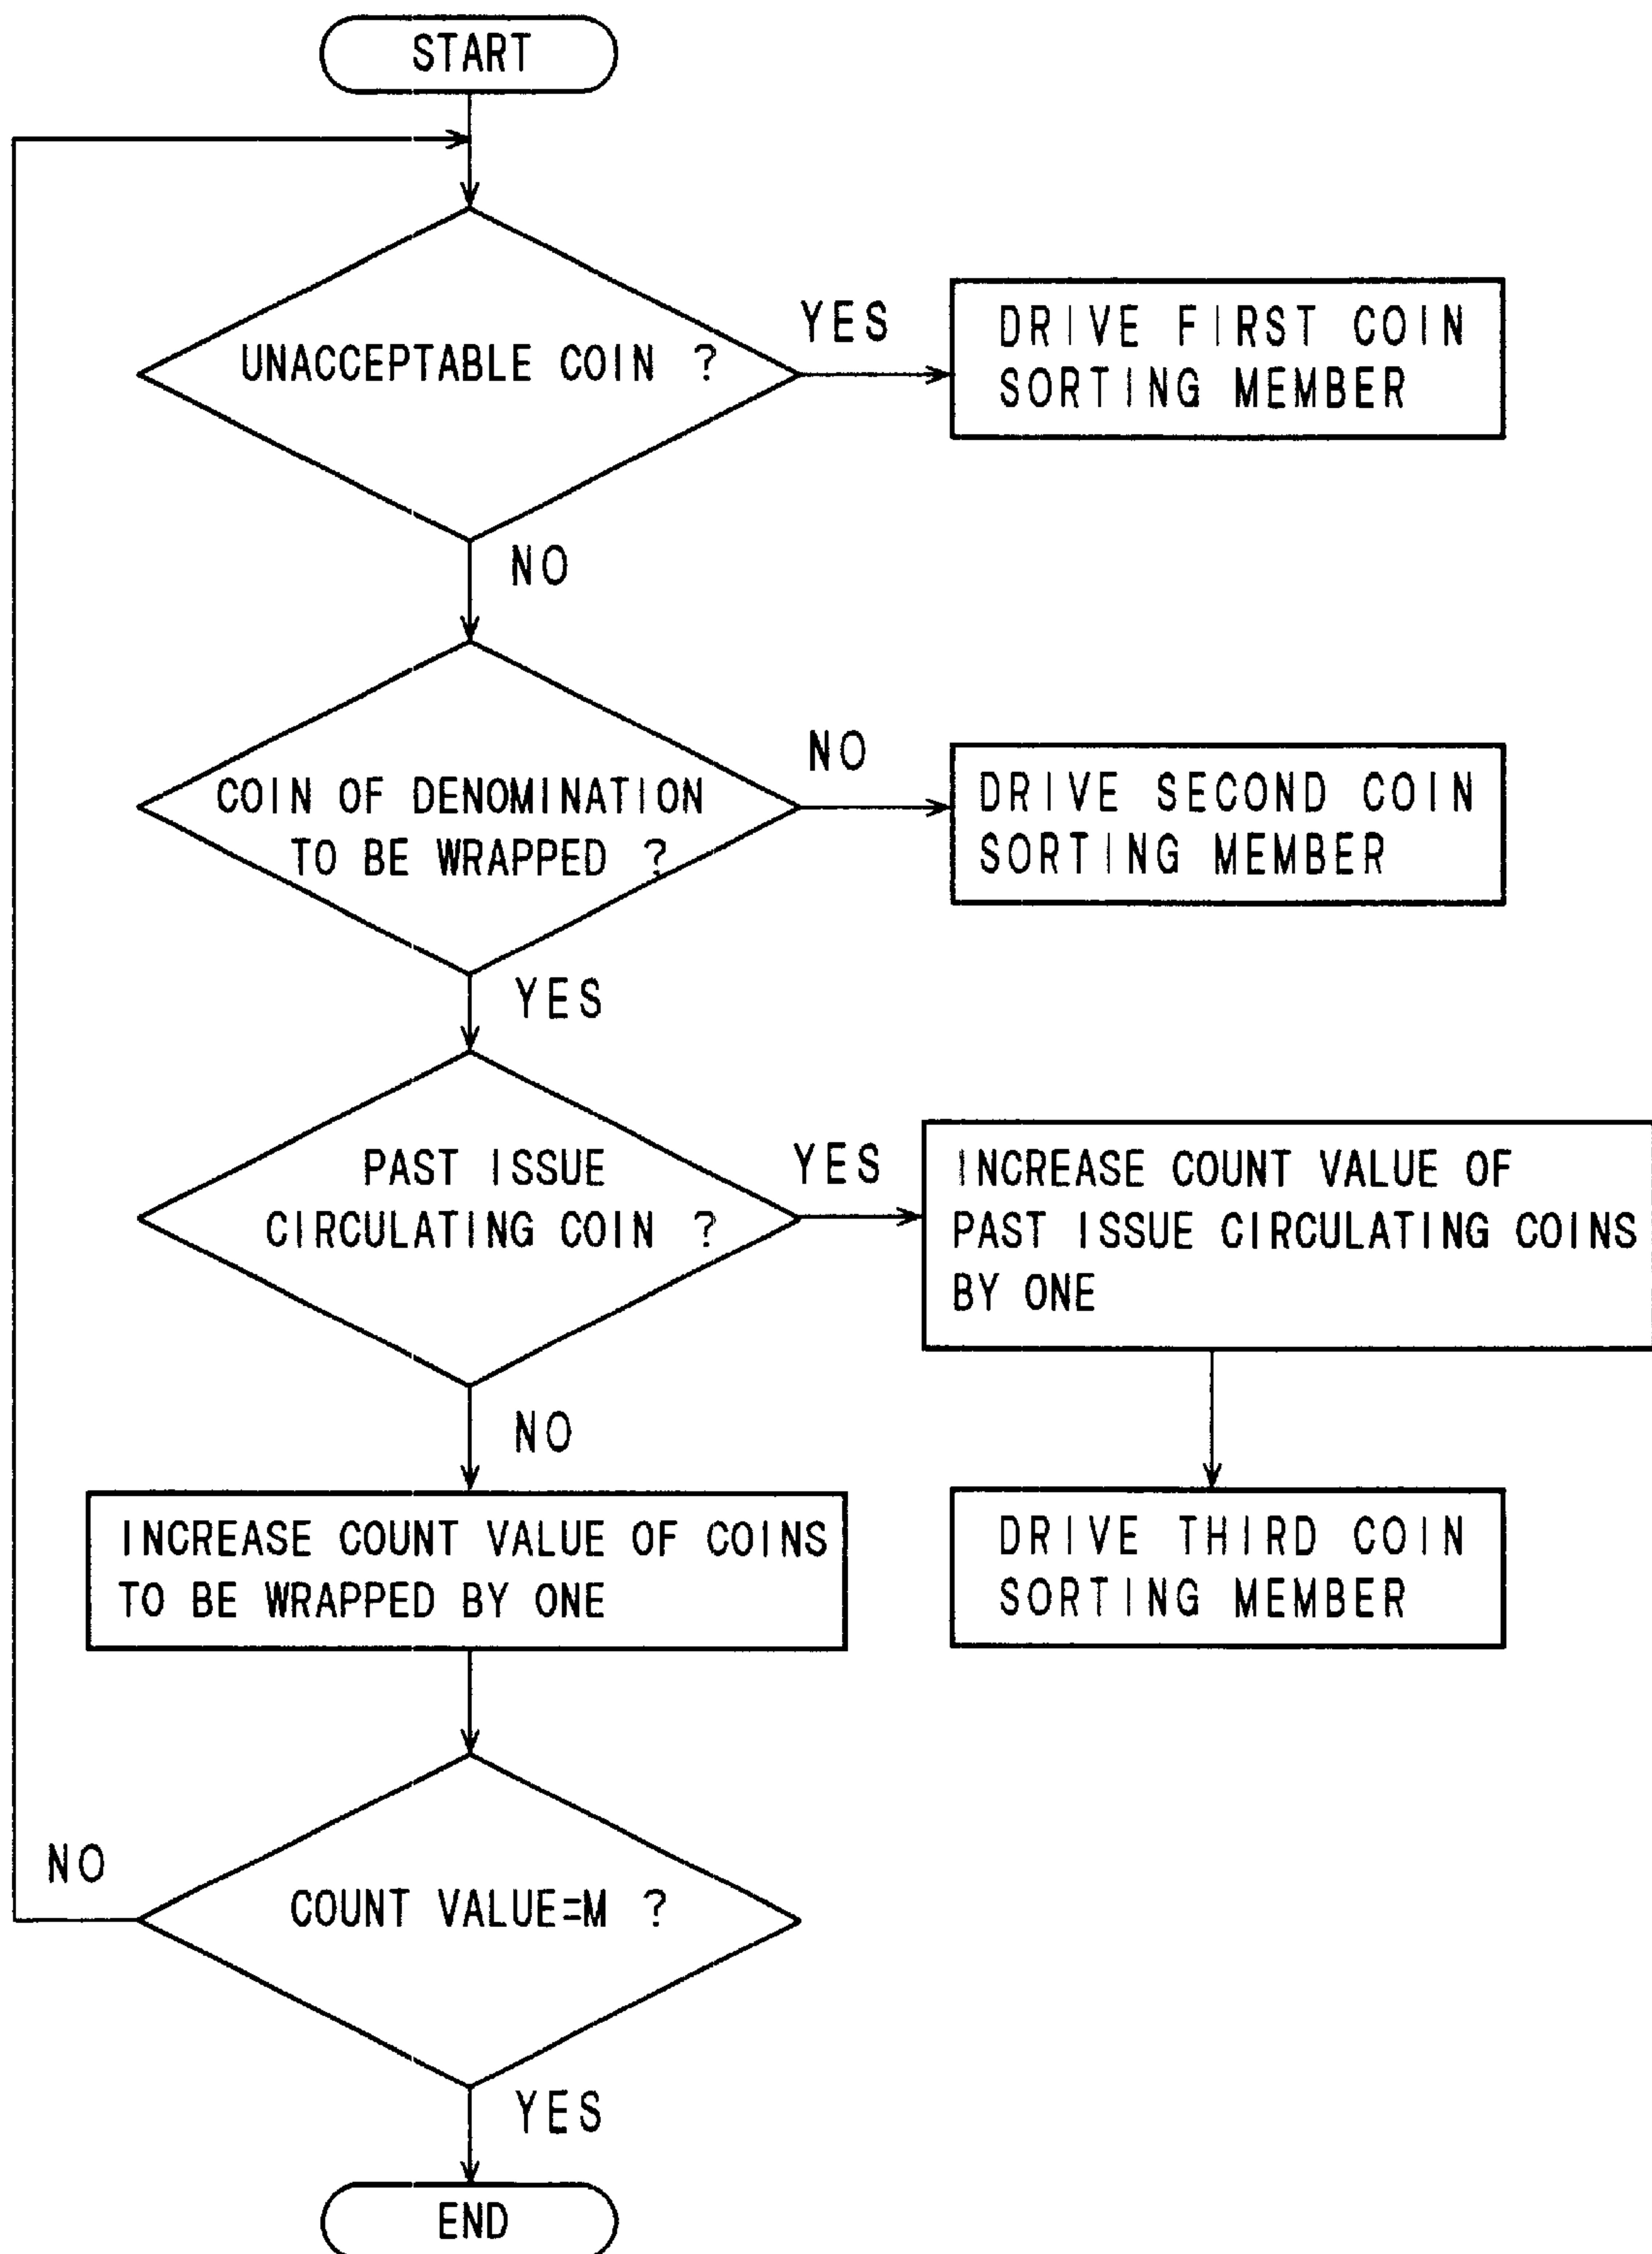 START
UNACCEPTABLE COIN ?
YES
DRIVE FIRST COIN
SORTING MEMBER
NO
COIN OF DENOMINATION
TO BE WRAPPED ?
NO
DRIVE SECOND COIN
SORTING MEMBER
YES
PAST ISSUE
CIRCULATING COIN ?
YES
INCREASE COUNT VALUE OF
PAST ISSUE CIRCULATING COINS
BY ONE
NO
INCREASE COUNT VALUE OF COINS
TO BE WRAPPED BY ONE
DRIVE THIRD COIN
SORTING MEMBER
NO
COUNT VALUE=M ?
YES
END